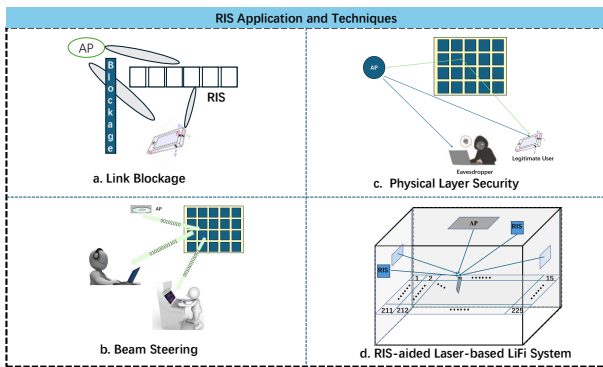 RIS Application and Techniques
AP
Blockage
RIS
a. Link Blockage
AP
Eavesdropper
Legitimate User
c. Physical Layer Security
AP
b. Beam Steering
AP
RIS
RIS
1 2 ...... 15
211 212 ...... 225
d. RIS-aided Laser-based LiFi System